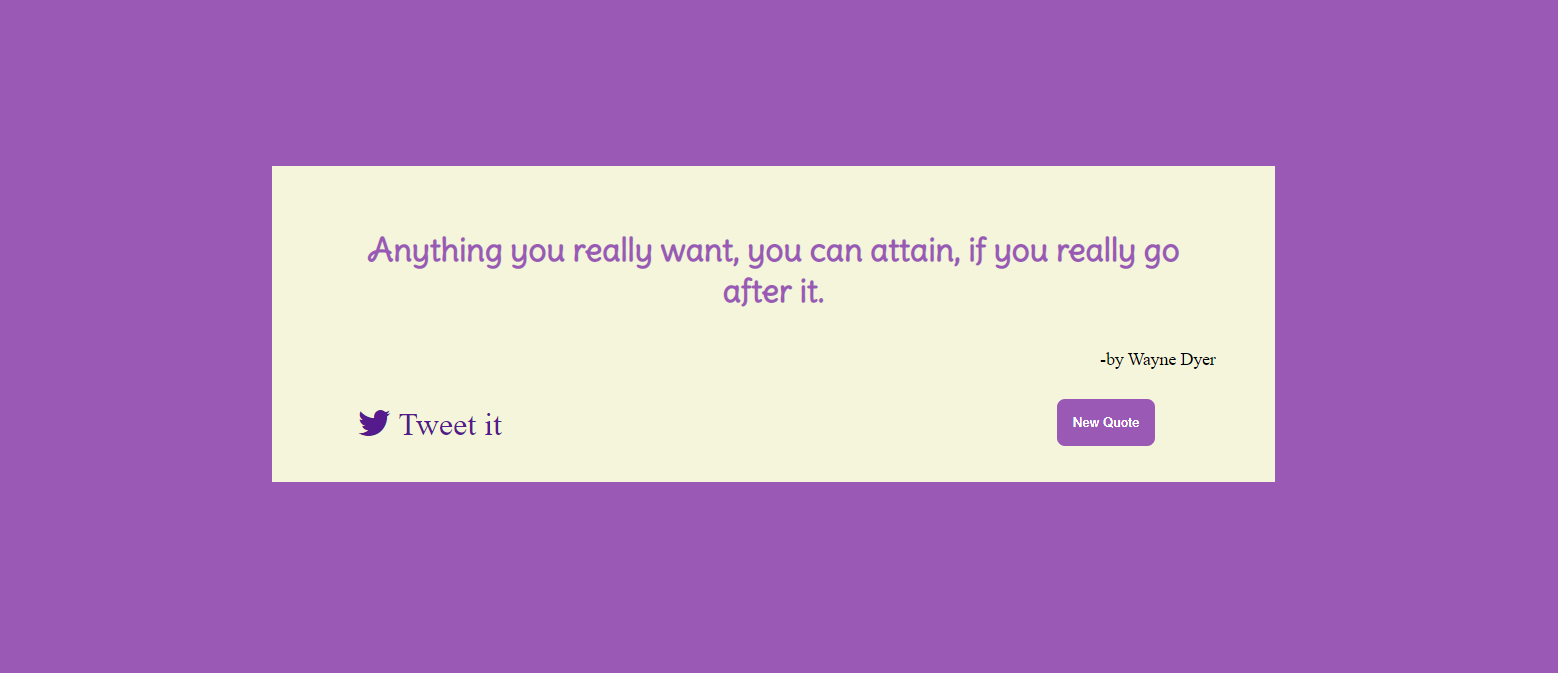 Anything you really want, you can attain, if you really go
after it.
-by Wayne Dyer
Tweet it
New Quote